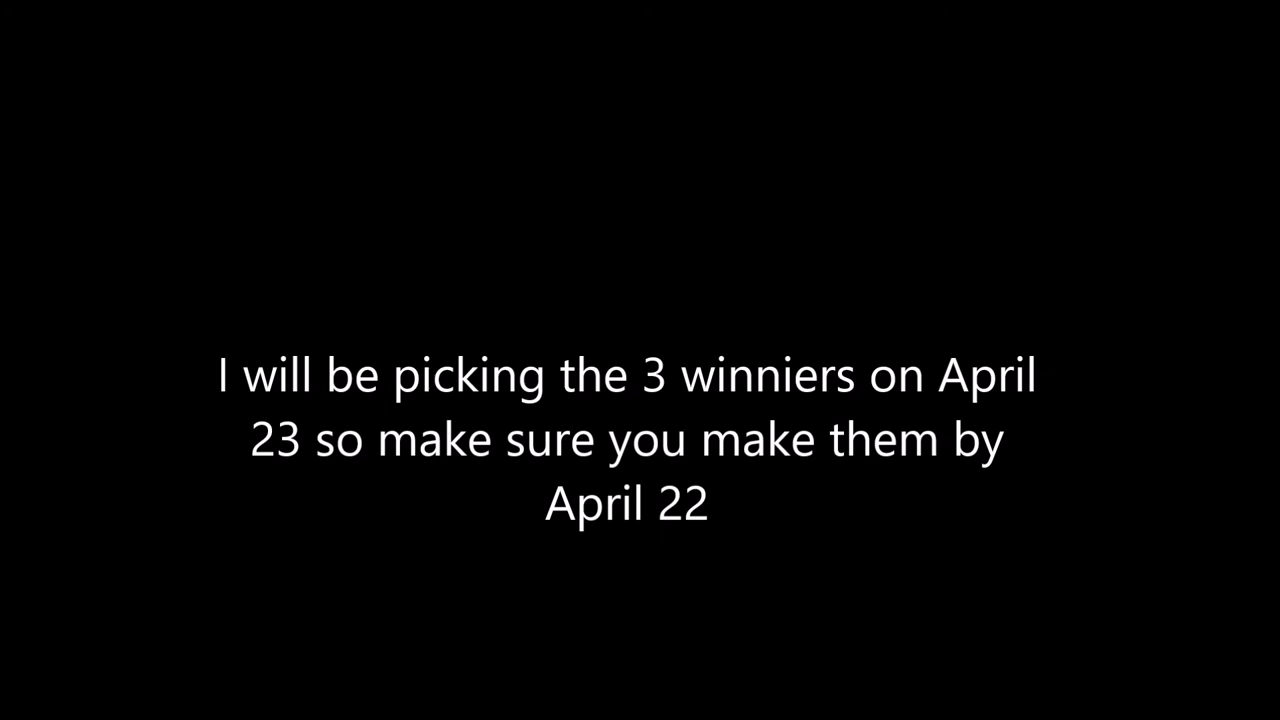 I will be picking the 3 winniers on April
23 so make sure you make them by
April 22